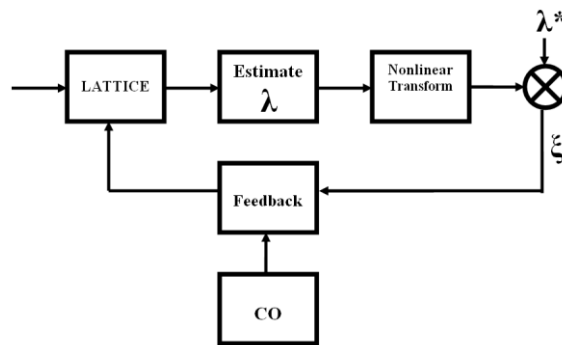 λ*
LATTICE
Estimate
λ
Nonlinear
Transform
ξ
Feedback
CO